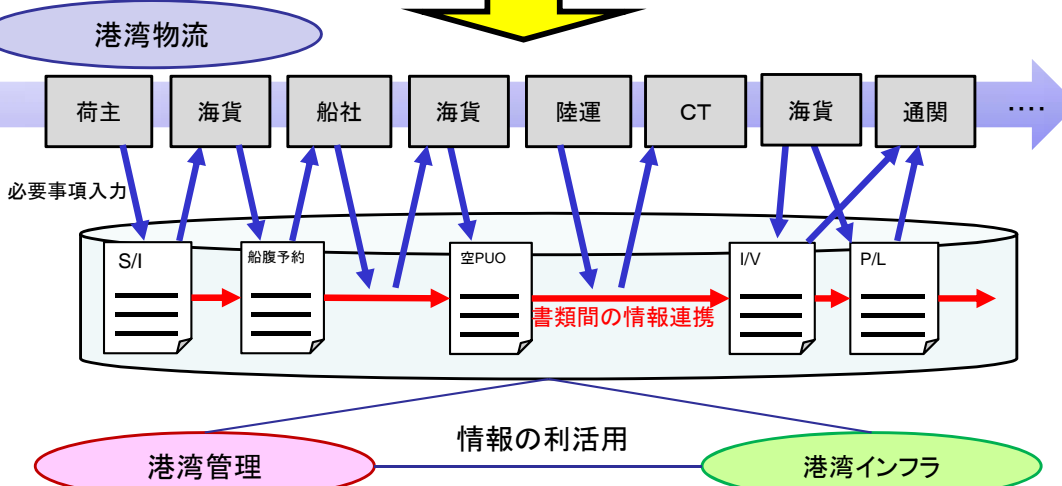 港湾物流
荷主
海貨
船社
海貨
陸運
CT
海貨
通関
....
必要事項入力
S/I
船腹予約
空PUO
I/V
P/L
書類間の情報連携
情報の利活用
港湾管理
港湾インフラ